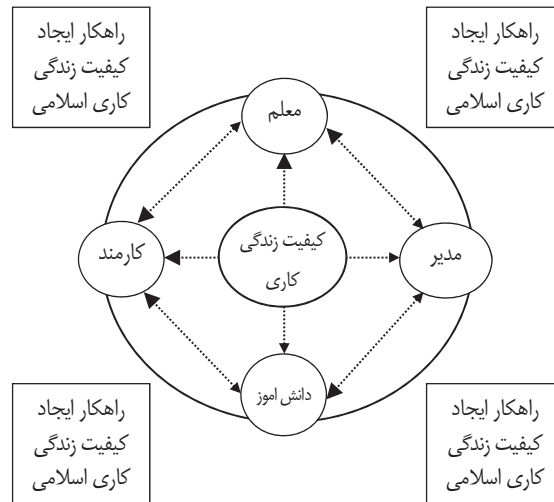 راهکار ایجاد
کیفیت زندگی
کاری اسلامی
راهکار ایجاد
کیفیت زندگی
کاری اسلامی
معلم
مدیر
کیفیت زندگی
کاری
کارمند
دانش اموز
راهکار ایجاد
کیفیت زندگی
کاری اسلامی
راهکار ایجاد
کیفیت زندگی
کاری اسلامی